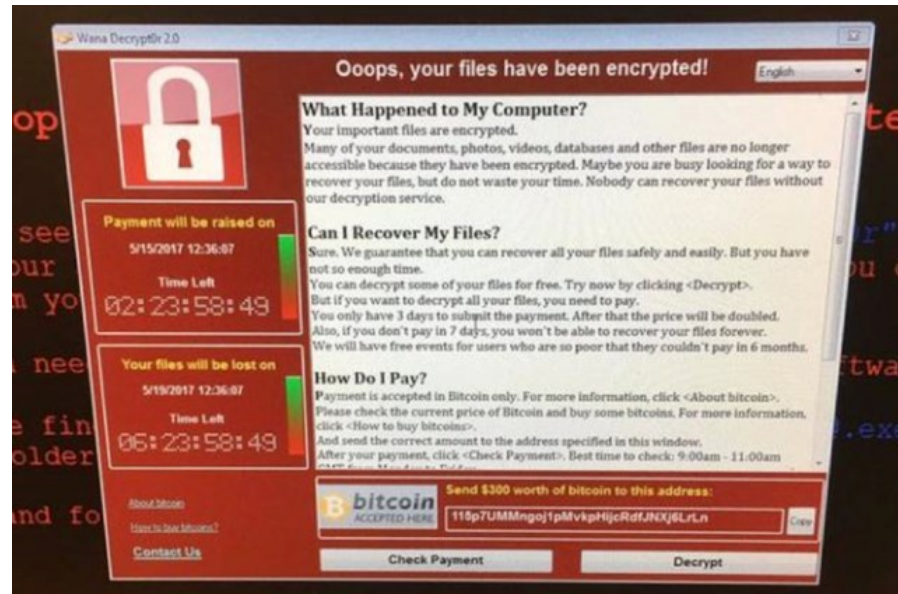 Wana Decrypt0r 2.0
Ooops, your files have been encrypted!
English
What Happened to My Computer?
Your important files are encrypted.
Many of your documents, photos, videos, databases and other files are no longer
accessible because they have been encrypted. Maybe you are busy looking for a way to
recover your files, but do not waste your time. Nobody can recover your files without
our decryption service.
Can I Recover My Files?
Sure. We guarantee that you can recover all your files safely and easily. But you have
not so enough time.
You can decrypt some of your files for free. Try now by clicking <Decrypt>.
But if you want to decrypt all your files, you need to pay.
You only have 3 days to submit the payment. After that the price will be doubled.
Also, if you don't pay in 7 days, you won't be able to recover your files forever.
We will have free events for users who are so poor that they couldn't pay in 6 months.
How Do I Pay?
Payment is accepted in Bitcoin only. For more information, click <About bitcoin>.
Please check the current price of Bitcoin and buy some bitcoins. For more information,
click <How to buy bitcoins>.
And send the correct amount to the address specified in this window.
After your payment, click <Check Payment>. Best time to check: 9:00am - 11:00am
GMT from Monday to Friday
Payment will be raised on
5/15/2017 12:36:07
Time Left
02:23:58:49
Your files will be lost on
5/19/2017 12:36:07
Time Left
06:23:58:49
About bitcoin
How to buy bitcoins?
Contact Us
bitcoin
ACCEPTED HERE
Send $300 worth of bitcoin to this address:
115p7UMMngoj1pMvkpHijcRdfJNXj6LrLn
Copy
Check Payment
Decrypt